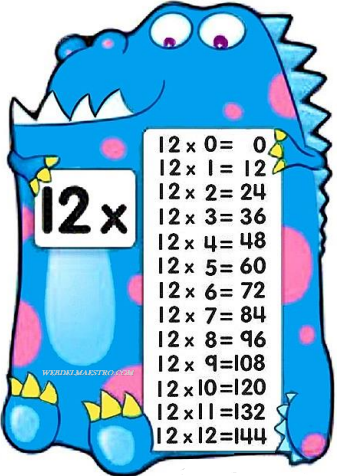 12 x
12 x 0 = 0
12 x 1 = 12
12 x 2 = 24
12 x 3 = 36
12 x 4 = 48
12 x 5 = 60
12 x 6 = 72
12 x 7 = 84
12 x 8 = 96
12 x 9 = 108
12 x 10 = 120
12 x 11 = 132
12 x 12 = 144